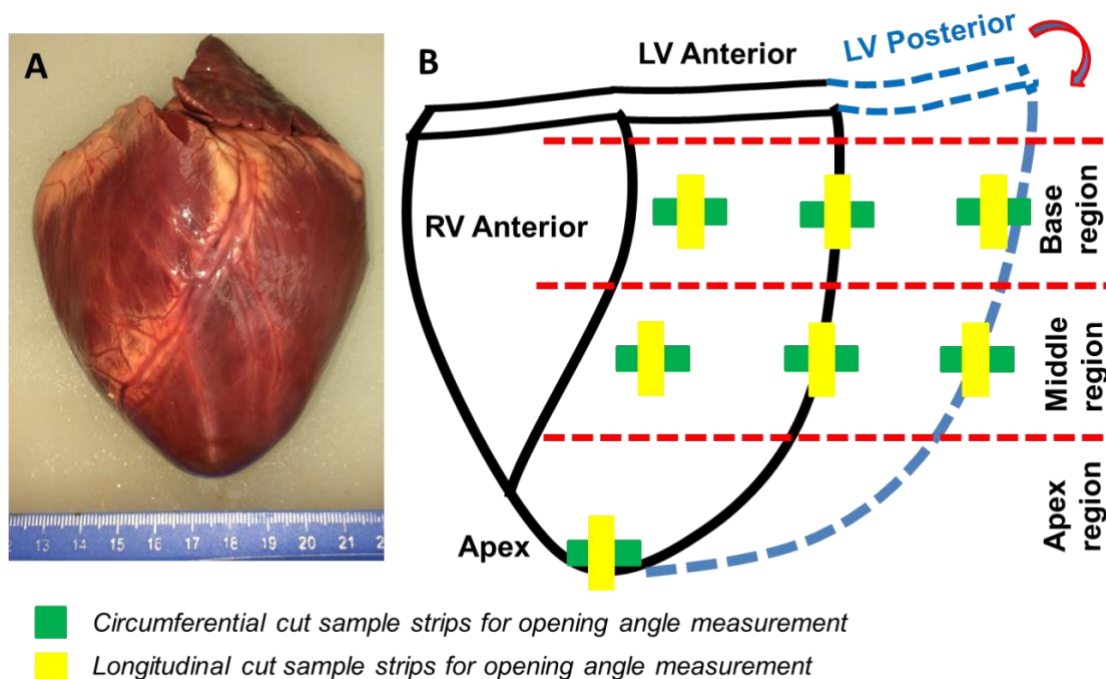 A
B
LV Anterior
LV Posterior
RV Anterior
Base
region
Middle
region
Apex
region
Apex
13 14 15 16 17 18 19 20 21
Circumferential cut sample strips for opening angle measurement
Longitudinal cut sample strips for opening angle measurement